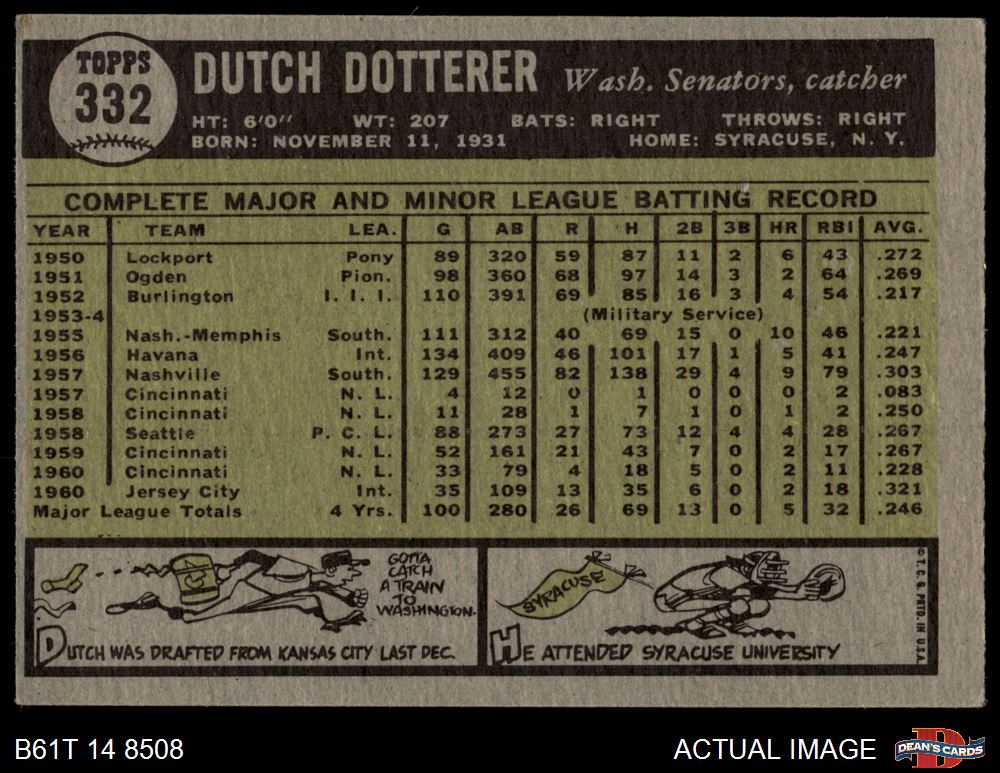 TOPPS
332
DUTCH DOTTERER Wash. Senators, catcher
HT: 6'0" WT: 207 BATS: RIGHT THROWS: RIGHT
BORN: NOVEMBER 11, 1931 HOME: SYRACUSE, N. Y.
COMPLETE MAJOR AND MINOR LEAGUE BATTING RECORD
YEAR TEAM LEA. G AB R H 2B 3B HR RBI AVG.
1950 Lockport Pony 89 320 59 87 11 2 6 43 .272
1951 Ogden Pion. 98 360 68 97 14 3 2 64 .269
1952 Burlington I. I. I. 110 391 69 85 16 3 4 54 .217
1953-4 (Military Service)
1955 Nash.-Memphis South. 111 312 40 69 15 0 10 46 .221
1956 Havana Int. 134 409 46 101 17 1 5 41 .247
1957 Nashville South. 129 455 82 138 29 4 9 79 .303
1957 Cincinnati N. L. 4 12 0 1 0 0 0 2 .083
1958 Cincinnati N. L. 11 28 1 7 1 0 1 2 .250
1958 Seattle P. C. L. 88 273 27 73 12 4 4 28 .267
1959 Cincinnati N. L. 52 161 21 43 7 0 2 17 .267
1960 Cincinnati N. L. 33 79 4 18 5 0 2 11 .228
1960 Jersey City Int. 35 109 13 35 6 0 2 18 .321
Major League Totals 4 Yrs. 100 280 26 69 13 0 5 32 .246
GOTTA
CATCH
A TRAIN
TO
WASHINGTON.
DUTCH WAS DRAFTED FROM KANSAS CITY LAST DEC.
SYRACUSE
HE ATTENDED SYRACUSE UNIVERSITY
© T. C. G. PRTD. IN U.S.A.
B61T 14 8508
ACTUAL IMAGE
D
DEAN'S CARDS